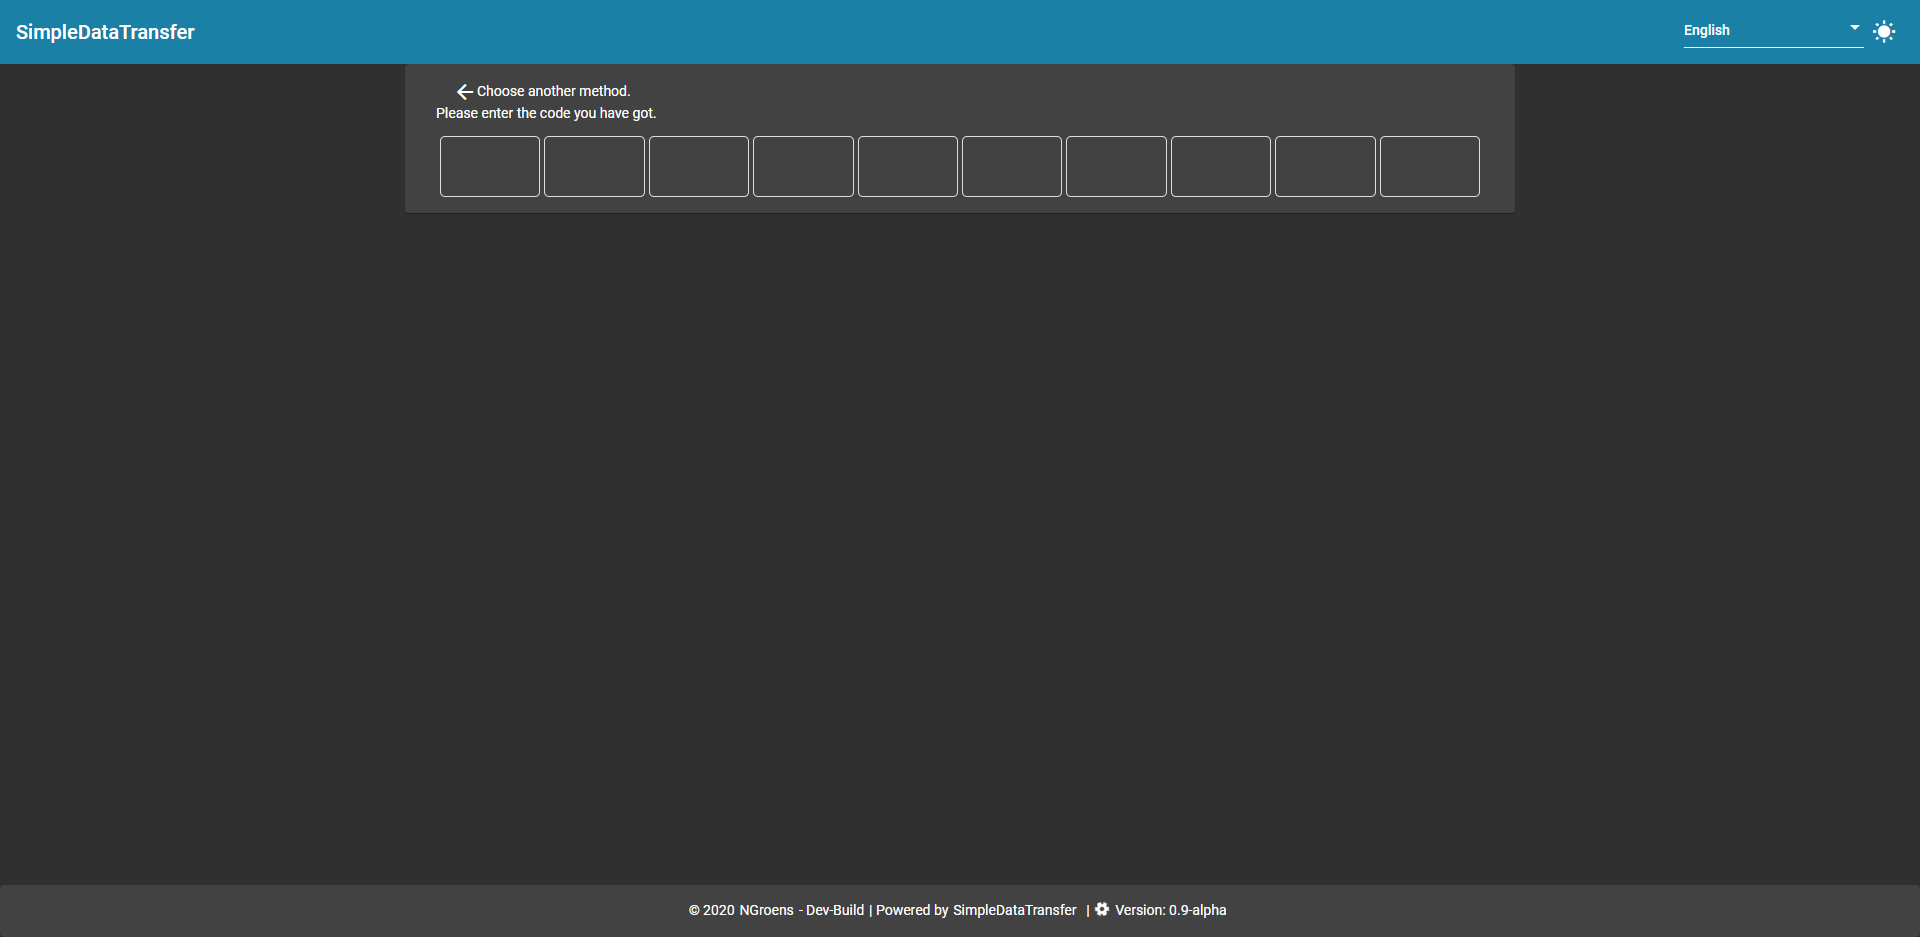 SimpleDataTransfer
English
Choose another method.
Please enter the code you have got.
© 2020 NGroens - Dev-Build | Powered by SimpleDataTransfer | Version: 0.9-alpha